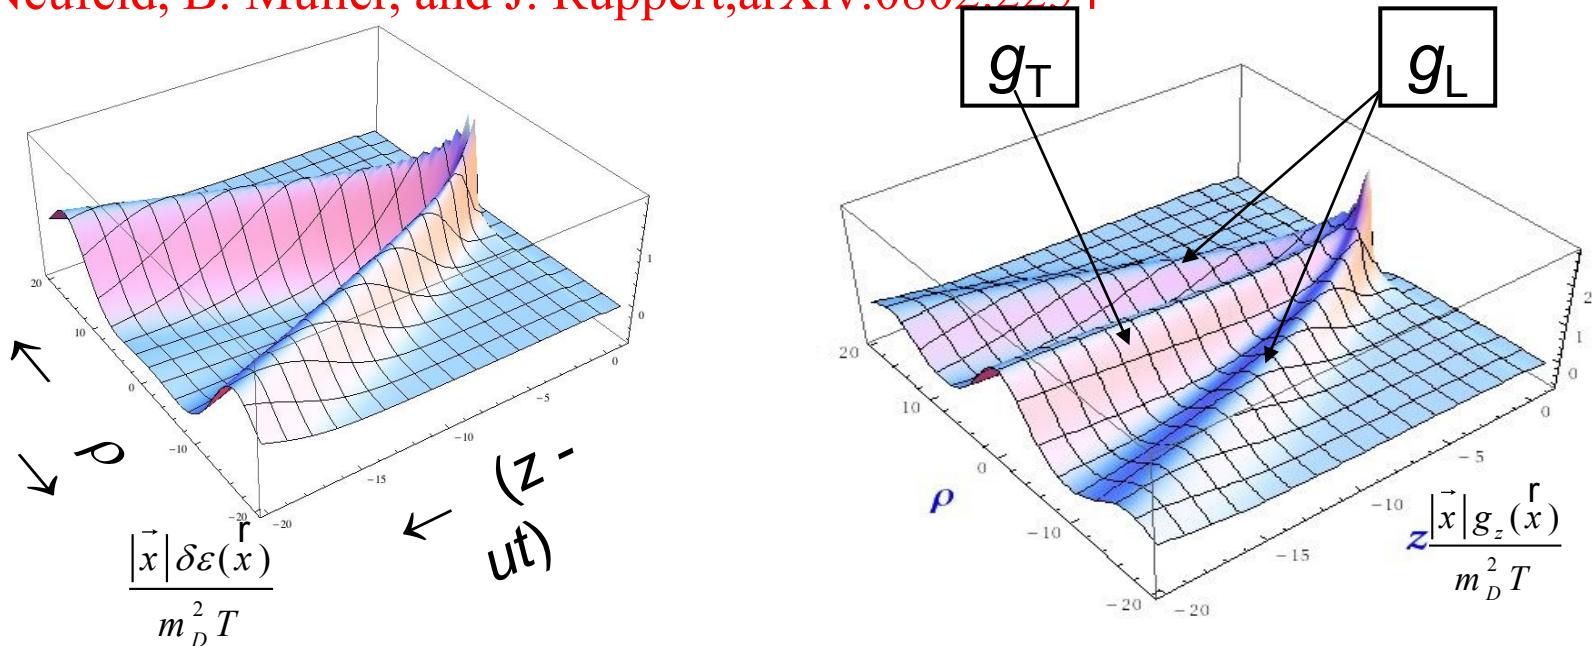 Neufeld, B. Müller, and J. Ruppert,arXiv:0802.2254
g_T
g_L
1
0
20
10
0
-10
-20
-20
-15
-10
-5
0
ρ
← (z -
ut)
|x⃗| δε(x)
r
m_D^2 T
2
1
0
20
10
0
-10
-20
-20
-15
-10
-5
0
ρ
z
|x⃗| g_z(x)
r
m_D^2 T